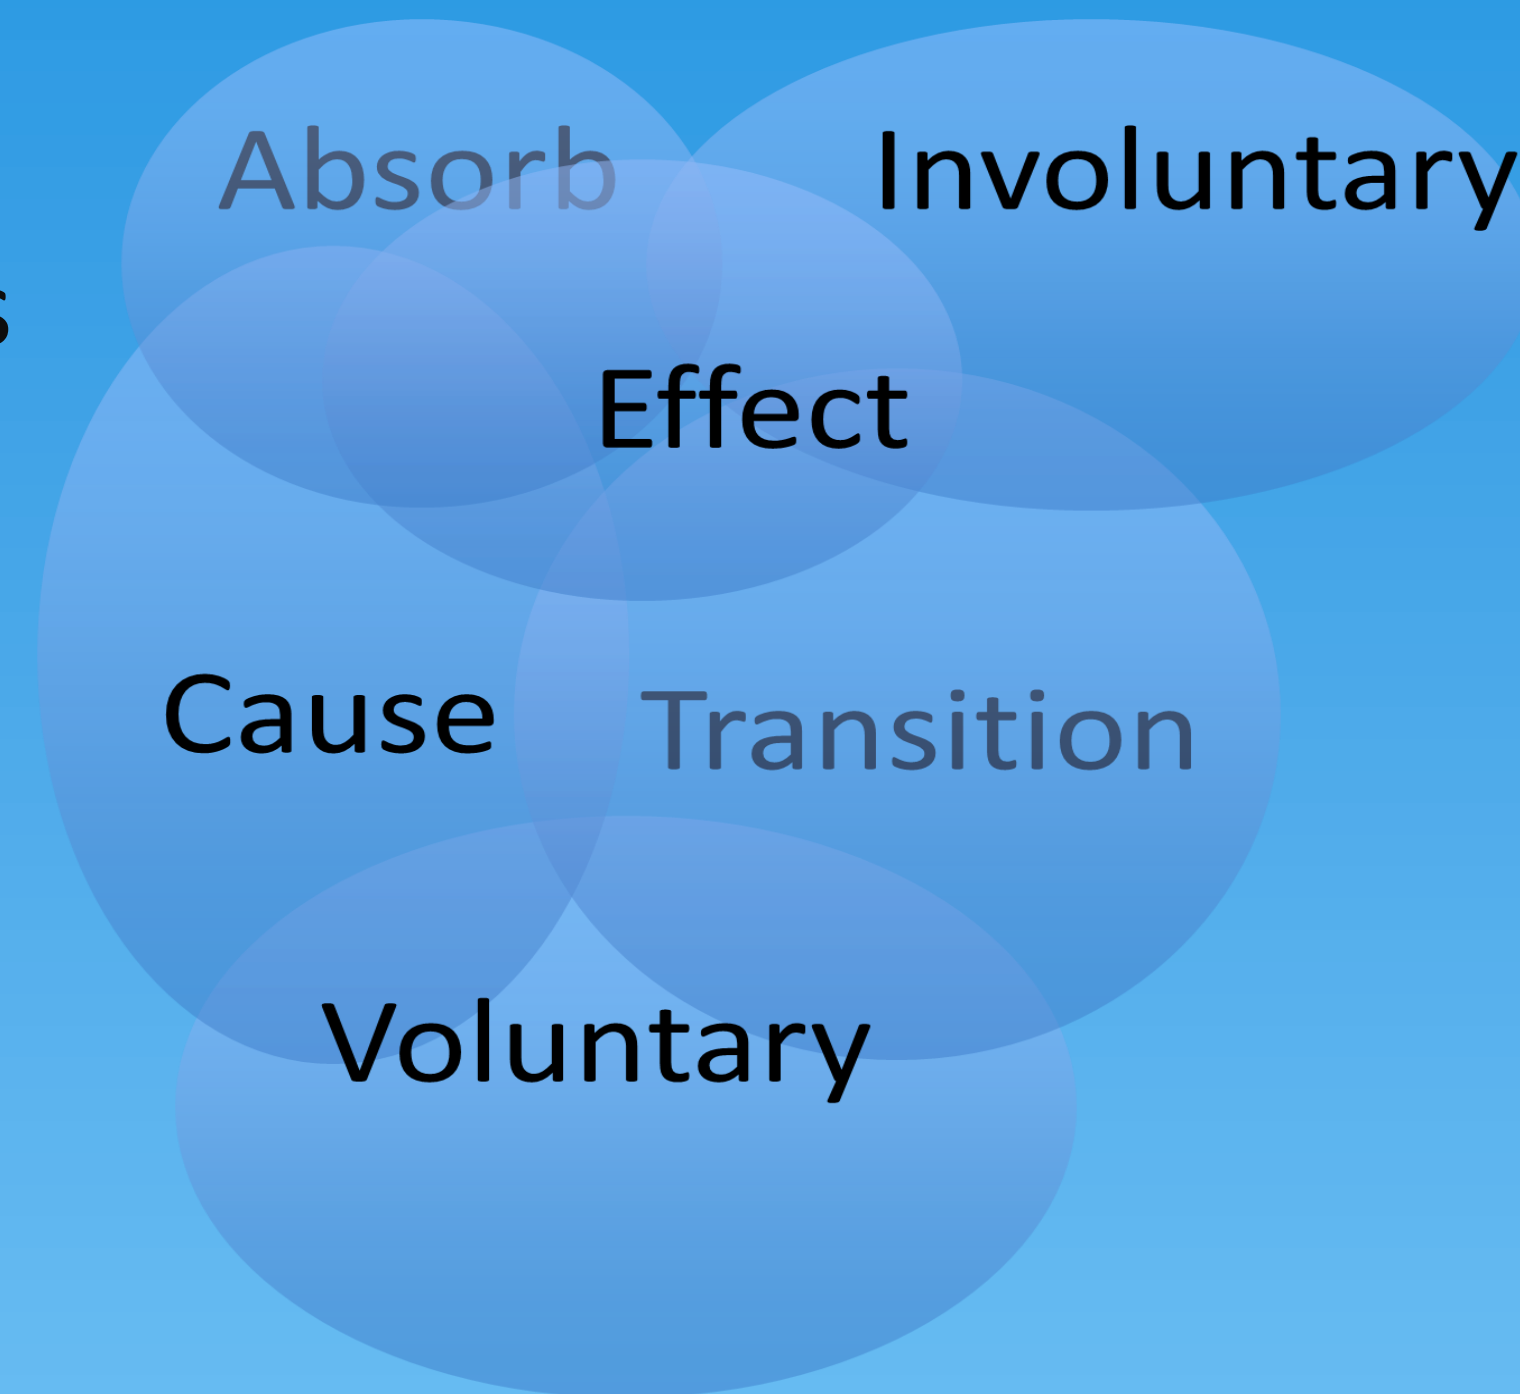 Absorb
Involuntary
s
Effect
Cause
Transition
Voluntary